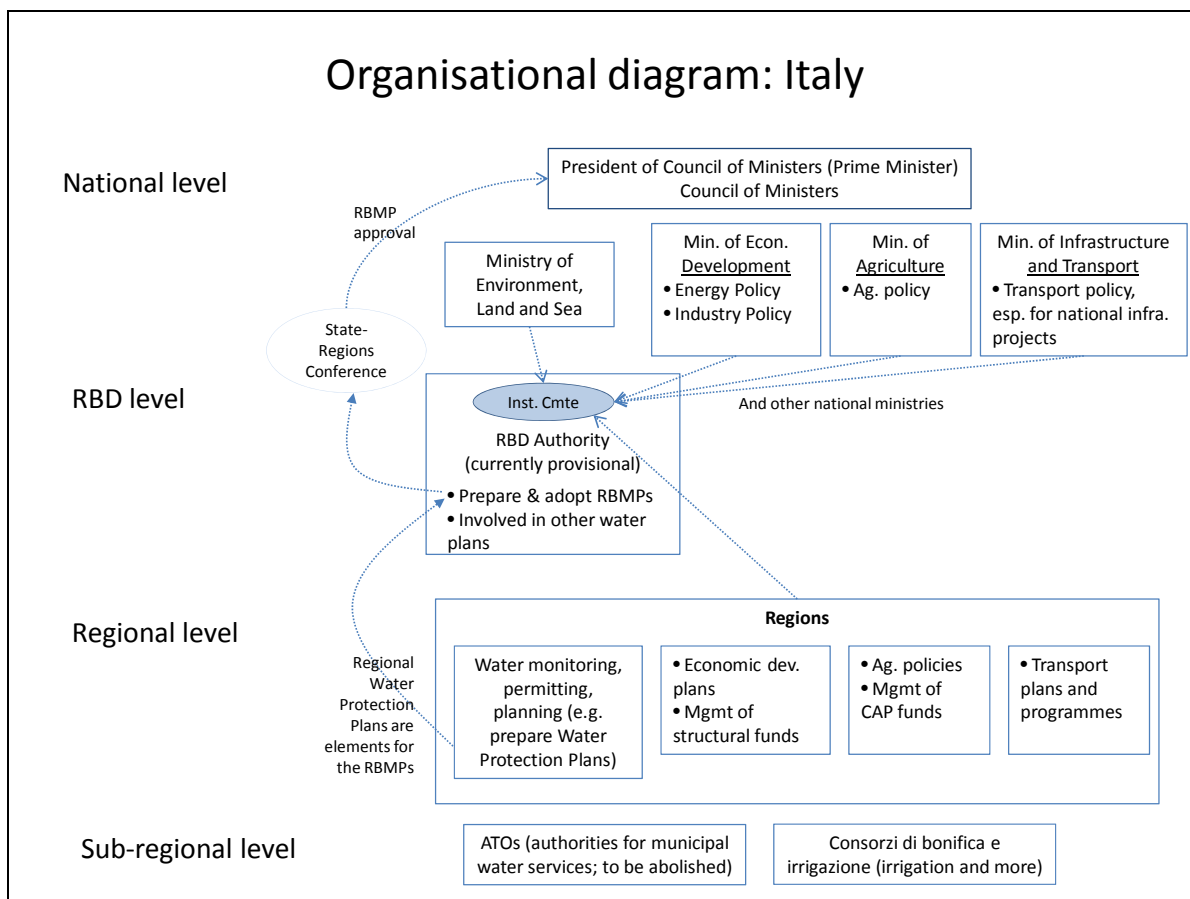 Organisational diagram: Italy
National level
President of Council of Ministers (Prime Minister)
Council of Ministers
RBMP
approval
Ministry of
Environment,
Land and Sea
Min. of Econ.
Development
• Energy Policy
• Industry Policy
Min. of
Agriculture
• Ag. policy
Min. of Infrastructure
and Transport
• Transport policy,
esp. for national infra.
projects
State-
Regions
Conference
RBD level
Inst. Cmte
And other national ministries
RBD Authority
(currently provisional)
• Prepare & adopt RBMPs
• Involved in other water
plans
Regional level
Regions
Regional
Water
Protection
Plans are
elements for
the RBMPs
Water monitoring,
permitting,
planning (e.g.
prepare Water
Protection Plans)
• Economic dev.
plans
• Mgmt of
structural funds
• Ag. policies
• Mgmt of
CAP funds
• Transport
plans and
programmes
Sub-regional level
ATOs (authorities for municipal
water services; to be abolished)
Consorzi di bonifica e
irrigazione (irrigation and more)